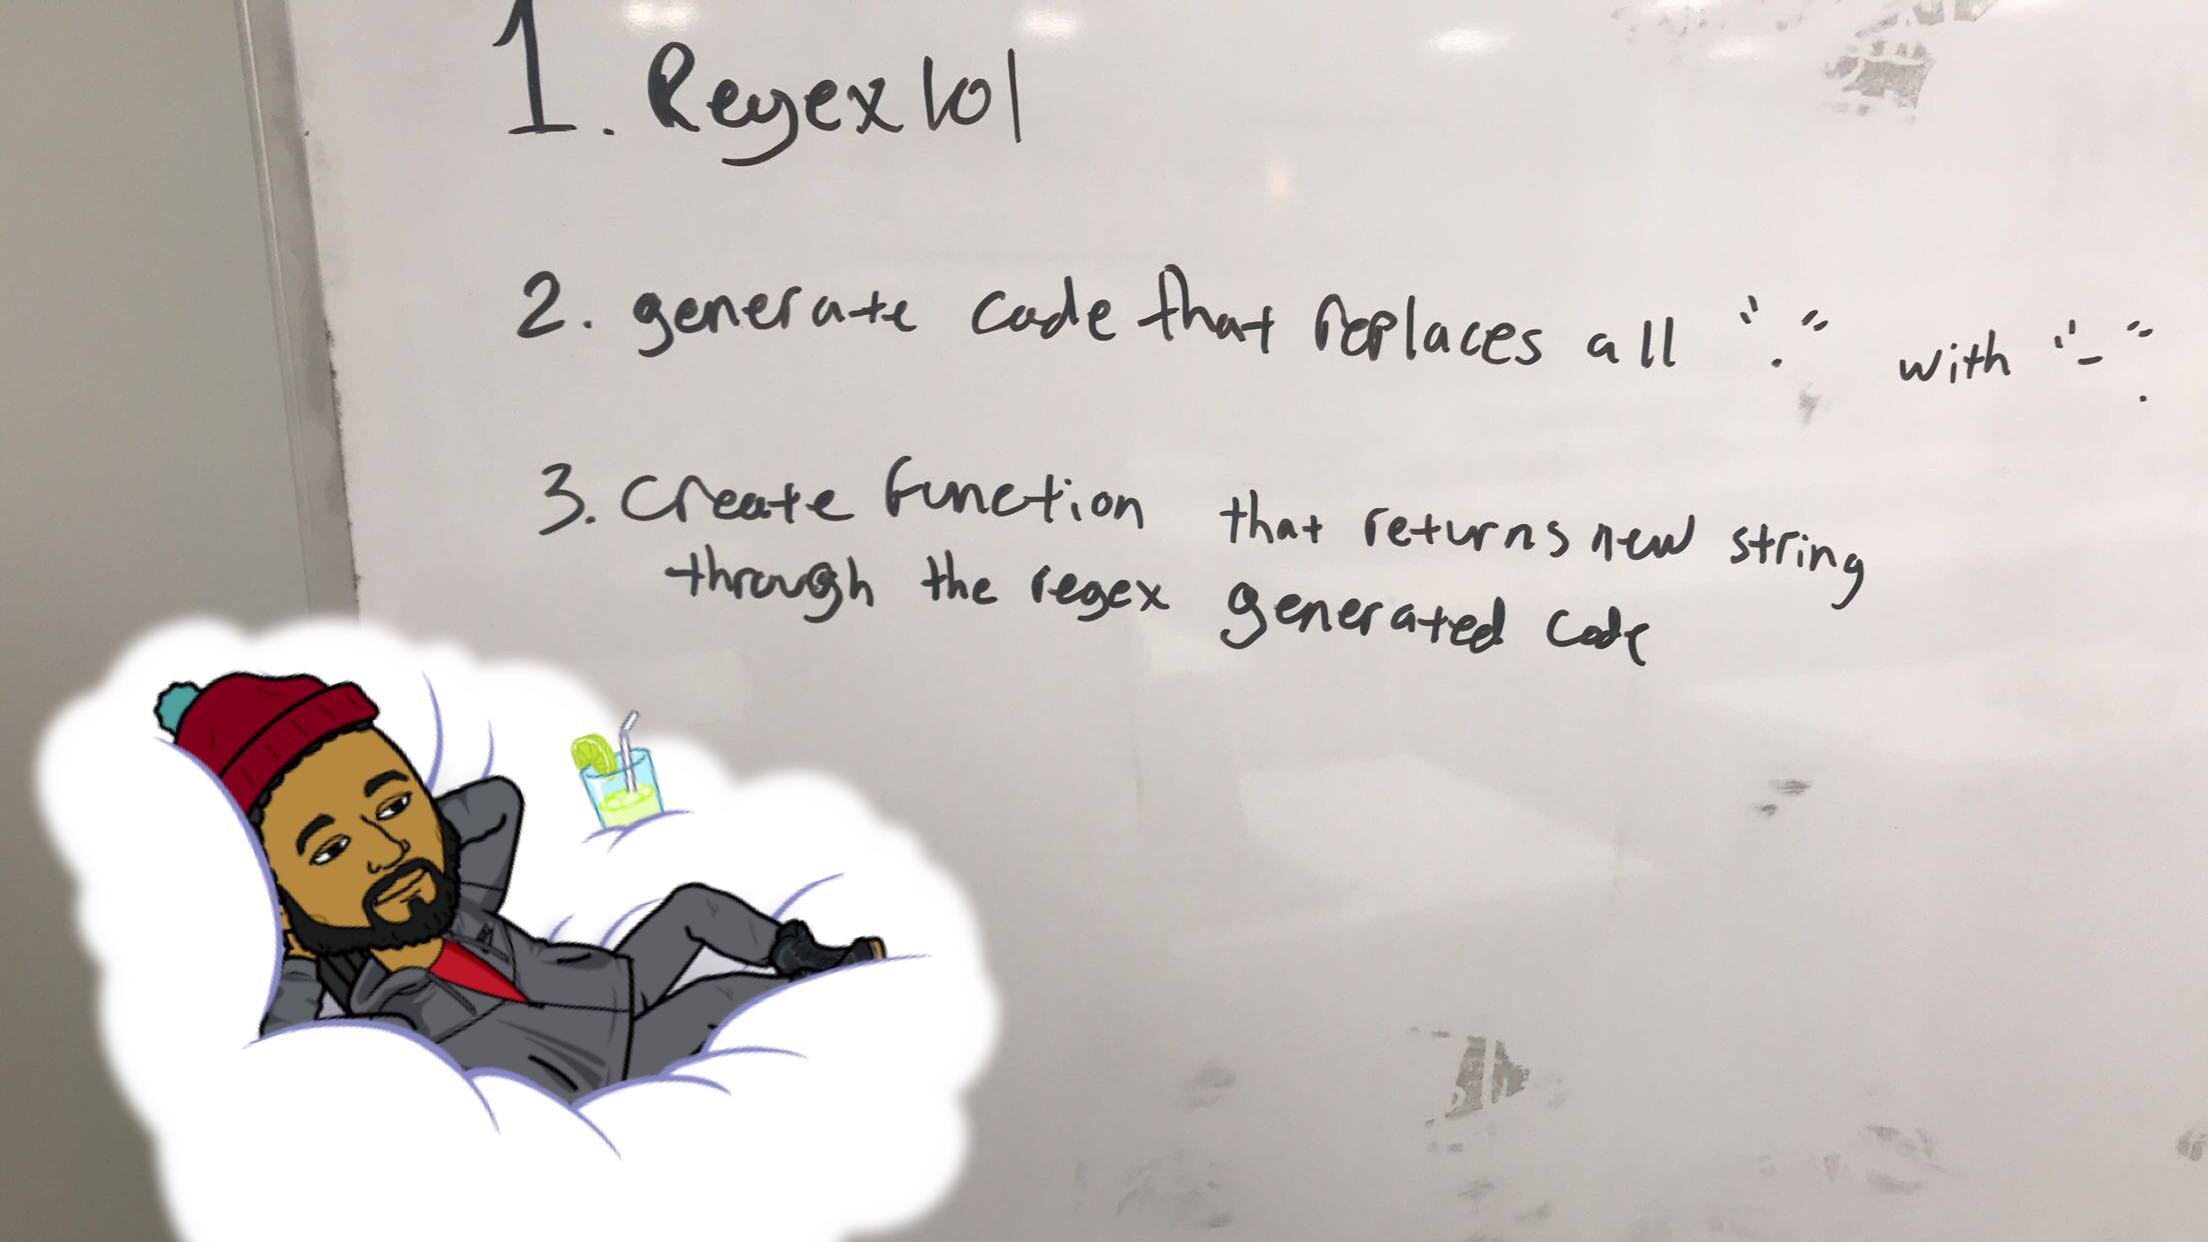 1. Regex lol
2. generate code that replaces all "." with "-".
3. Create function that returns new string
through the regex generated code